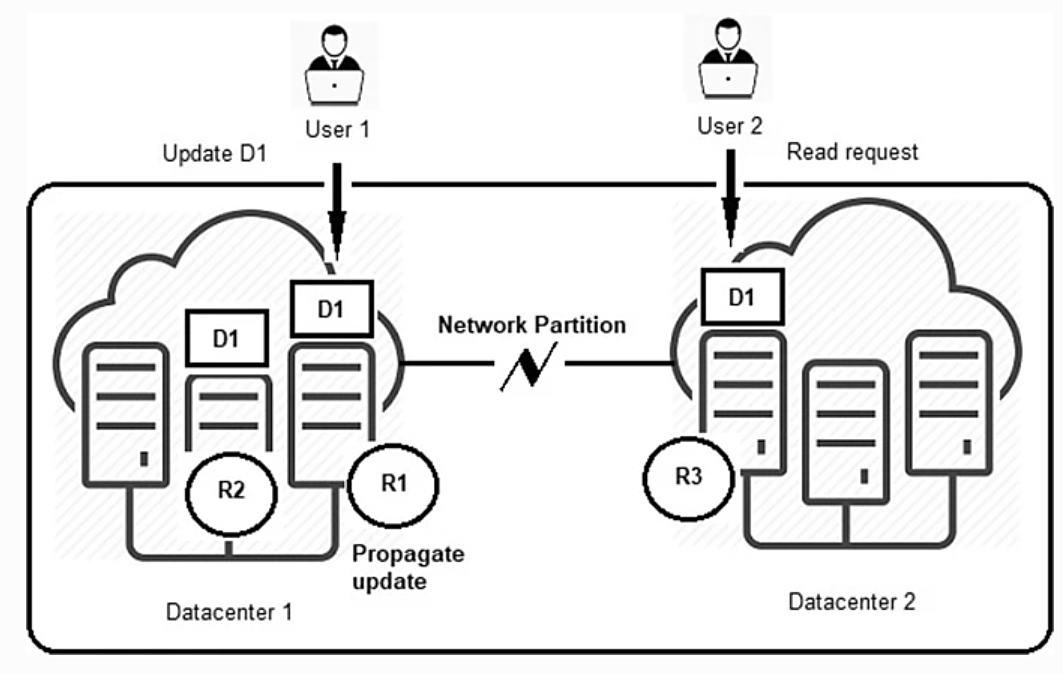 User 1
User 2
Update D1
Read request
D1
D1
D1
Network Partition
R2
R1
R3
Propagate
update
Datacenter 1
Datacenter 2